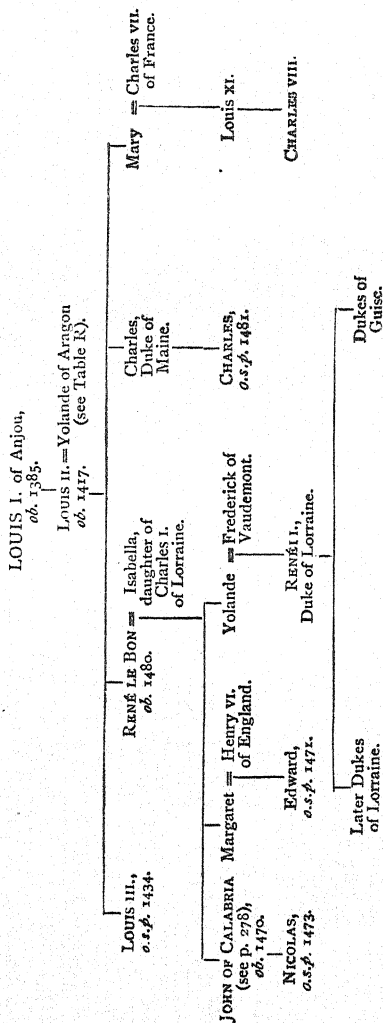 LOUIS I. of Anjou,
ob. 1385.
LOUIS II. = Yolande of Aragon
ob. 1417. (see Table R).
LOUIS III.,
o.s.p. 1434.
RENÉ LE BON = Isabella,
ob. 1480. daughter of
Charles I.
of Lorraine.
Charles,
Duke of
Maine.
Mary = Charles VII.
of France.
JOHN OF CALABRIA
(see p. 278),
ob. 1470.
Margaret = Henry VI.
of England.
Yolande = Frederick of
Vaudemont.
CHARLES,
o.s.p. 1481.
Louis XI.
NICOLAS,
o.s.p. 1473.
Edward,
o.s.p. 1471.
RENÉ II.,
Duke of Lorraine.
CHARLES VIII.
Later Dukes
of Lorraine.
Dukes of
Guise.